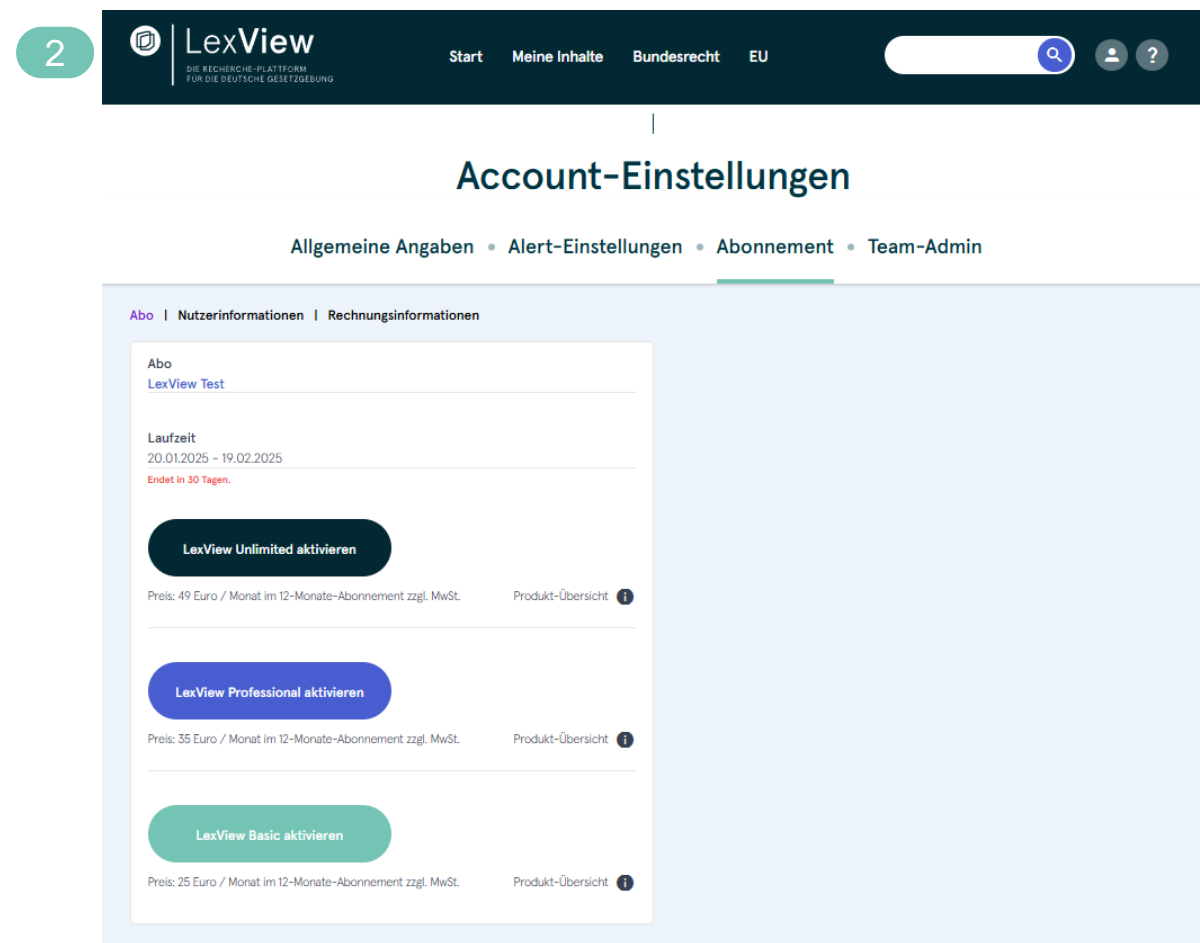 2
LexView
DIE RECHERCHE-PLATTFORM
FÜR DIE DEUTSCHE GESETZGEBUNG
Start Meine Inhalte Bundesrecht EU
?
Account-Einstellungen
Allgemeine Angaben • Alert-Einstellungen • Abonnement • Team-Admin
Abo | Nutzerinformationen | Rechnungsinformationen
Abo
LexView Test
Laufzeit
20.01.2025 - 19.02.2025
Endet in 30 Tagen.
LexView Unlimited aktivieren
Preis: 49 Euro / Monat im 12-Monate-Abonnement zzgl. MwSt. Produkt-Übersicht i
LexView Professional aktivieren
Preis: 35 Euro / Monat im 12-Monate-Abonnement zzgl. MwSt. Produkt-Übersicht i
LexView Basic aktivieren
Preis: 25 Euro / Monat im 12-Monate-Abonnement zzgl. MwSt. Produkt-Übersicht i